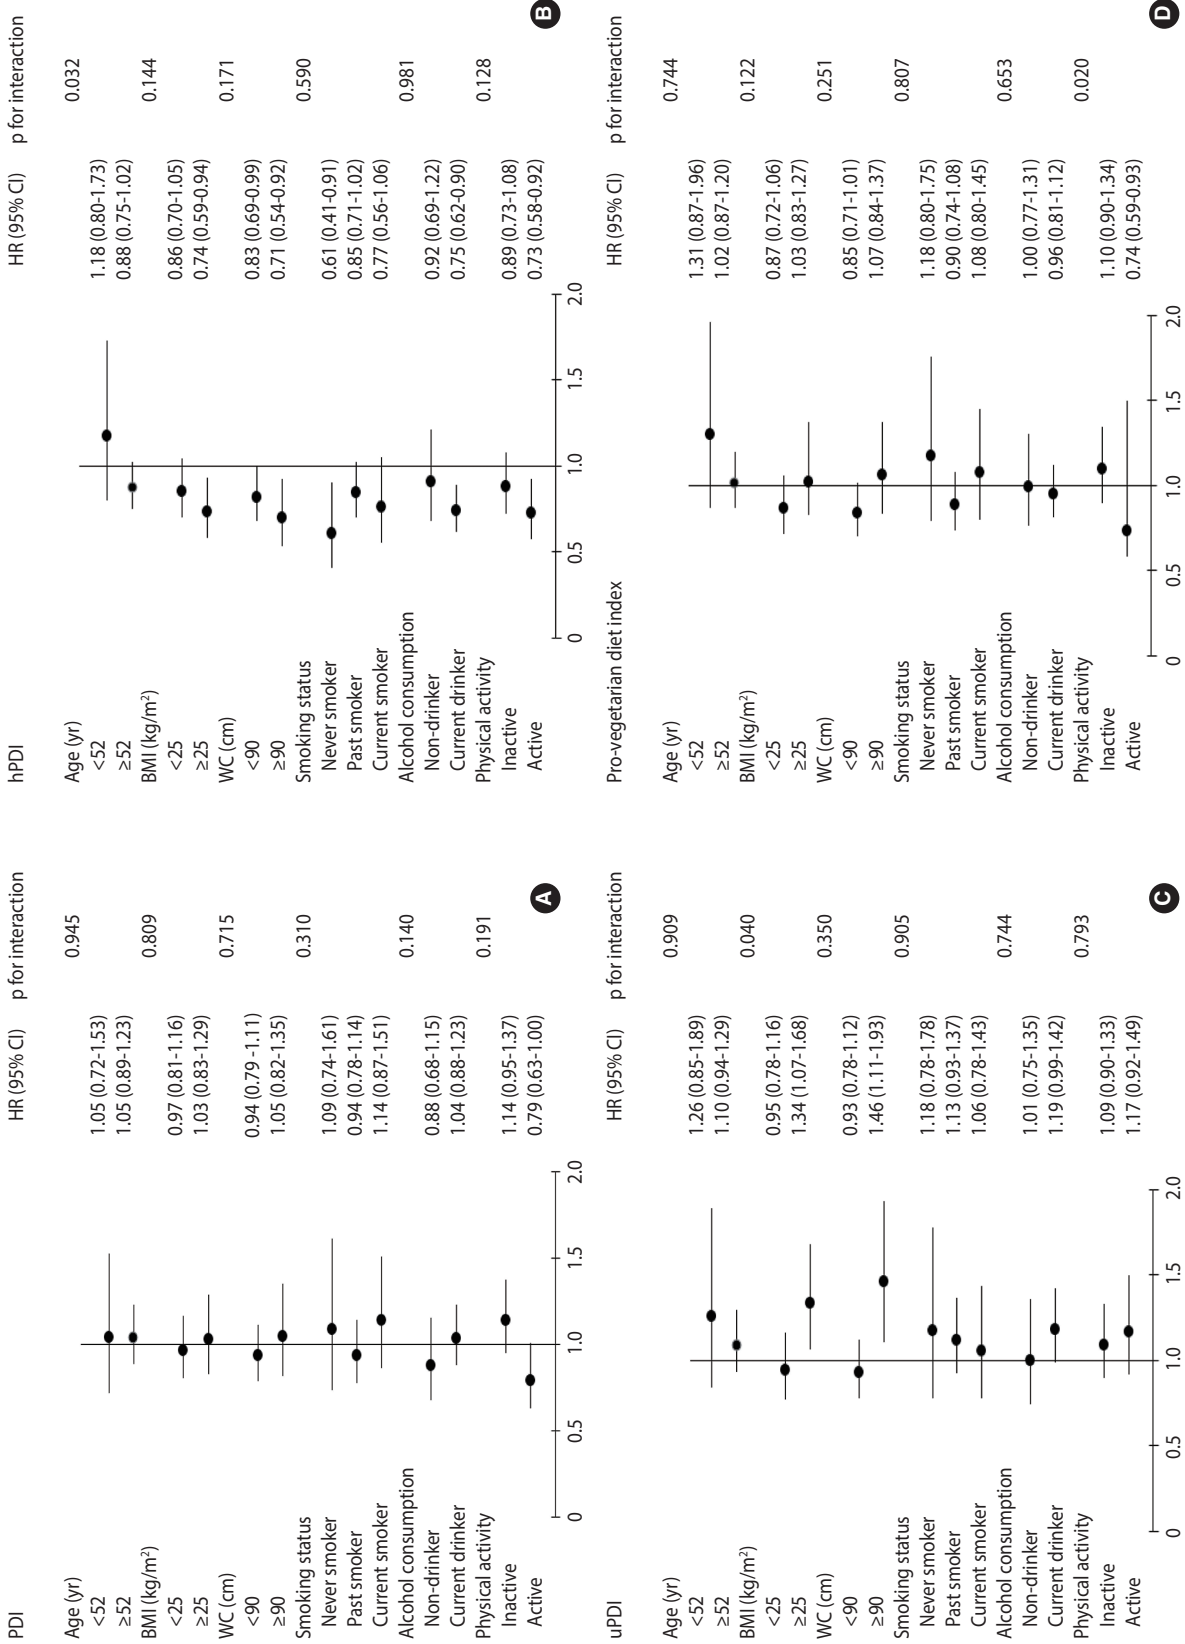 PDI HR (95% CI) p for interaction
Age (yr) 0.945
<52 1.05 (0.72-1.53)
≥52 1.05 (0.89-1.23)
BMI (kg/m²) 0.809
<25 0.97 (0.81-1.16)
≥25 1.03 (0.83-1.29)
WC (cm) 0.715
<90 0.94 (0.79 -1.11)
≥90 1.05 (0.82-1.35)
Smoking status 0.310
Never smoker 1.09 (0.74-1.61)
Past smoker 0.94 (0.78-1.14)
Current smoker 1.14 (0.87-1.51)
Alcohol consumption 0.140
Non-drinker 0.88 (0.68-1.15)
Current drinker 1.04 (0.88-1.23)
Physical activity 0.191
Inactive 1.14 (0.95-1.37)
Active 0.79 (0.63-1.00)
0 0.5 1.0 1.5 2.0
A
hPDI HR (95% CI) p for interaction
Age (yr) 0.032
<52 1.18 (0.80-1.73)
≥52 0.88 (0.75-1.02)
BMI (kg/m²) 0.144
<25 0.86 (0.70-1.05)
≥25 0.74 (0.59-0.94)
WC (cm) 0.171
<90 0.83 (0.69-0.99)
≥90 0.71 (0.54-0.92)
Smoking status 0.590
Never smoker 0.61 (0.41-0.91)
Past smoker 0.85 (0.71-1.02)
Current smoker 0.77 (0.56-1.06)
Alcohol consumption 0.981
Non-drinker 0.92 (0.69-1.22)
Current drinker 0.75 (0.62-0.90)
Physical activity 0.128
Inactive 0.89 (0.73-1.08)
Active 0.73 (0.58-0.92)
0 0.5 1.0 1.5 2.0
B
uPDI HR (95% CI) p for interaction
Age (yr) 0.909
<52 1.26 (0.85-1.89)
≥52 1.10 (0.94-1.29)
BMI (kg/m²) 0.040
<25 0.95 (0.78-1.16)
≥25 1.34 (1.07-1.68)
WC (cm) 0.350
<90 0.93 (0.78-1.12)
≥90 1.46 (1.11-1.93)
Smoking status 0.905
Never smoker 1.18 (0.78-1.78)
Past smoker 1.13 (0.93-1.37)
Current smoker 1.06 (0.78-1.43)
Alcohol consumption 0.744
Non-drinker 1.01 (0.75-1.35)
Current drinker 1.19 (0.99-1.42)
Physical activity 0.793
Inactive 1.09 (0.90-1.33)
Active 1.17 (0.92-1.49)
0 0.5 1.0 1.5 2.0
C
Pro-vegetarian diet index HR (95% CI) p for interaction
Age (yr) 0.744
<52 1.31 (0.87-1.96)
≥52 1.02 (0.87-1.20)
BMI (kg/m²) 0.122
<25 0.87 (0.72-1.06)
≥25 1.03 (0.83-1.27)
WC (cm) 0.251
<90 0.85 (0.71-1.01)
≥90 1.07 (0.84-1.37)
Smoking status 0.807
Never smoker 1.18 (0.80-1.75)
Past smoker 0.90 (0.74-1.08)
Current smoker 1.08 (0.80-1.45)
Alcohol consumption 0.653
Non-drinker 1.00 (0.77-1.31)
Current drinker 0.96 (0.81-1.12)
Physical activity 0.020
Inactive 1.10 (0.90-1.34)
Active 0.74 (0.59-0.93)
0 0.5 1.0 1.5 2.0
D